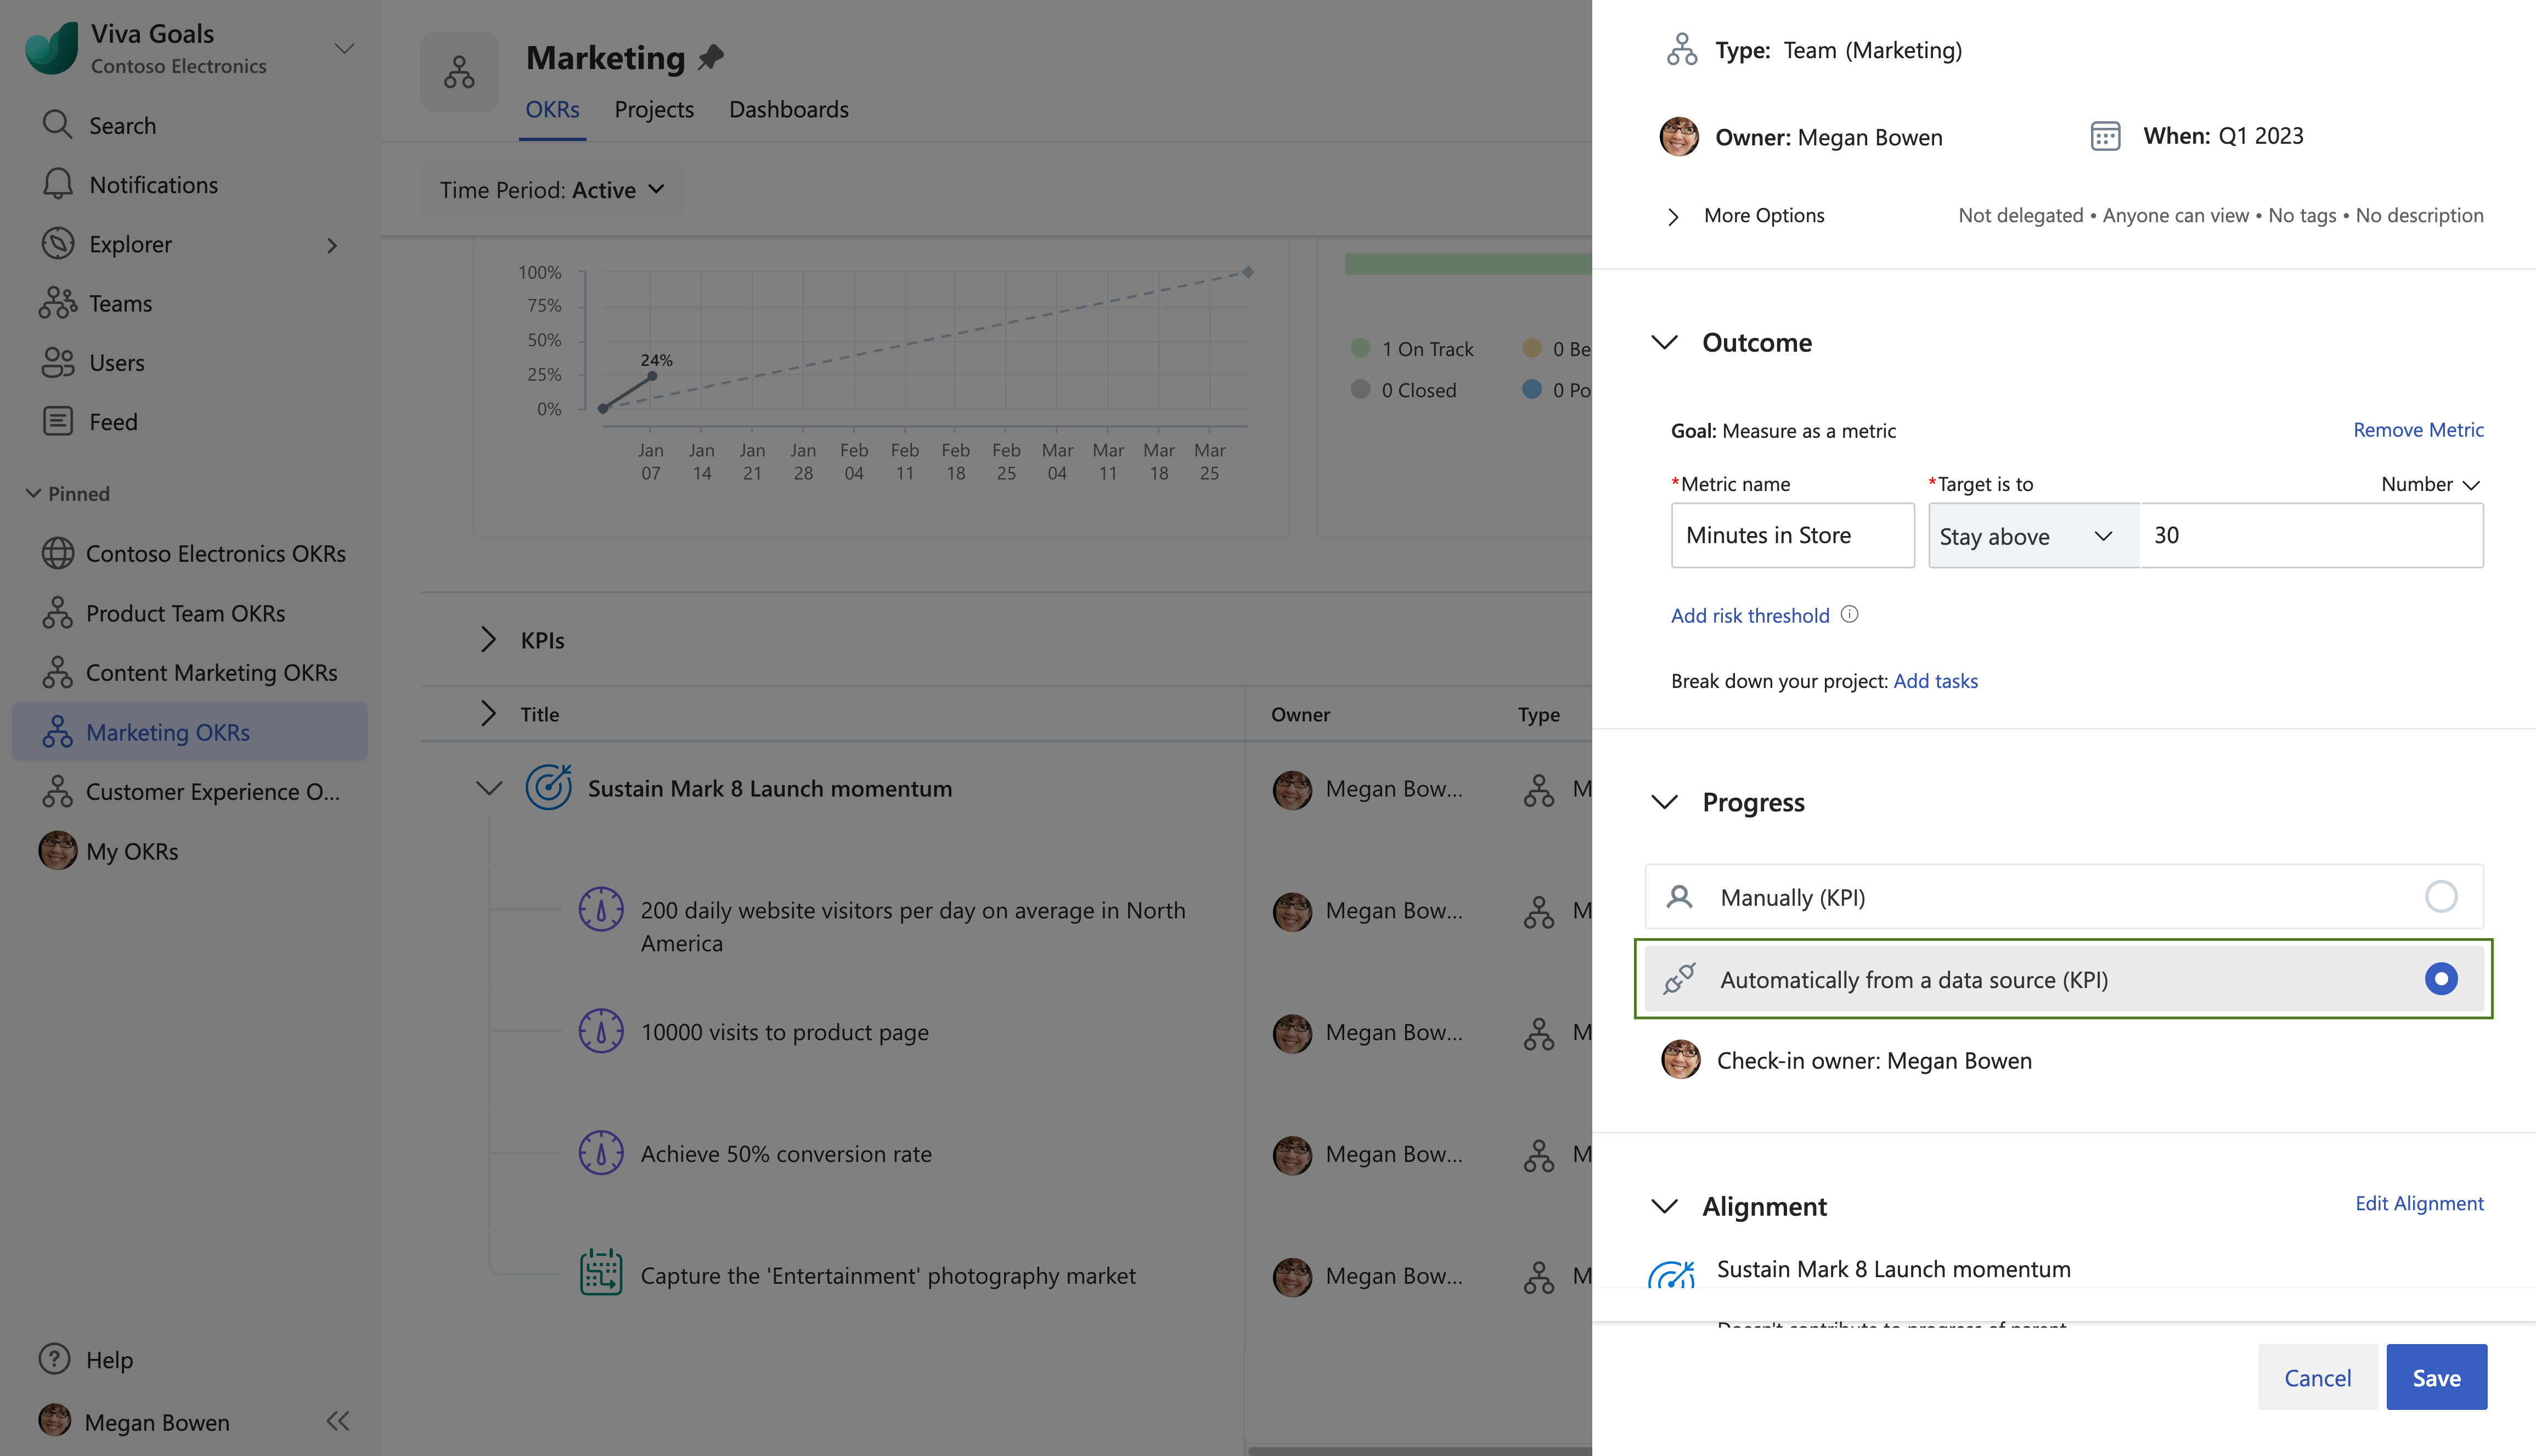 Viva Goals
Contoso Electronics
Search
Notifications
Explorer
Teams
Users
Feed
Pinned
Contoso Electronics OKRs
Product Team OKRs
Content Marketing OKRs
Marketing OKRs
Customer Experience O...
My OKRs
Help
Megan Bowen
Marketing
OKRs Projects Dashboards
Time Period: Active
100%
75%
50%
25%
0%
24%
Jan 07
Jan 14
Jan 21
Jan 28
Feb 04
Feb 11
Feb 18
Feb 25
Mar 04
Mar 11
Mar 18
Mar 25
1 On Track 0 Be
0 Closed 0 Po
KPIs
Title Owner Type
Sustain Mark 8 Launch momentum Megan Bow... M
200 daily website visitors per day on average in North Megan Bow... M
America
10000 visits to product page Megan Bow... M
Achieve 50% conversion rate Megan Bow... M
Capture the 'Entertainment' photography market Megan Bow... M
Type: Team (Marketing)
Owner: Megan Bowen When: Q1 2023
More Options Not delegated • Anyone can view • No tags • No description
Outcome
Goal: Measure as a metric Remove Metric
*Metric name *Target is to Number
Minutes in Store Stay above 30
Add risk threshold
Break down your project: Add tasks
Progress
Manually (KPI)
Automatically from a data source (KPI)
Check-in owner: Megan Bowen
Alignment Edit Alignment
Sustain Mark 8 Launch momentum
Doesn't contribute to progress of parent
Cancel Save